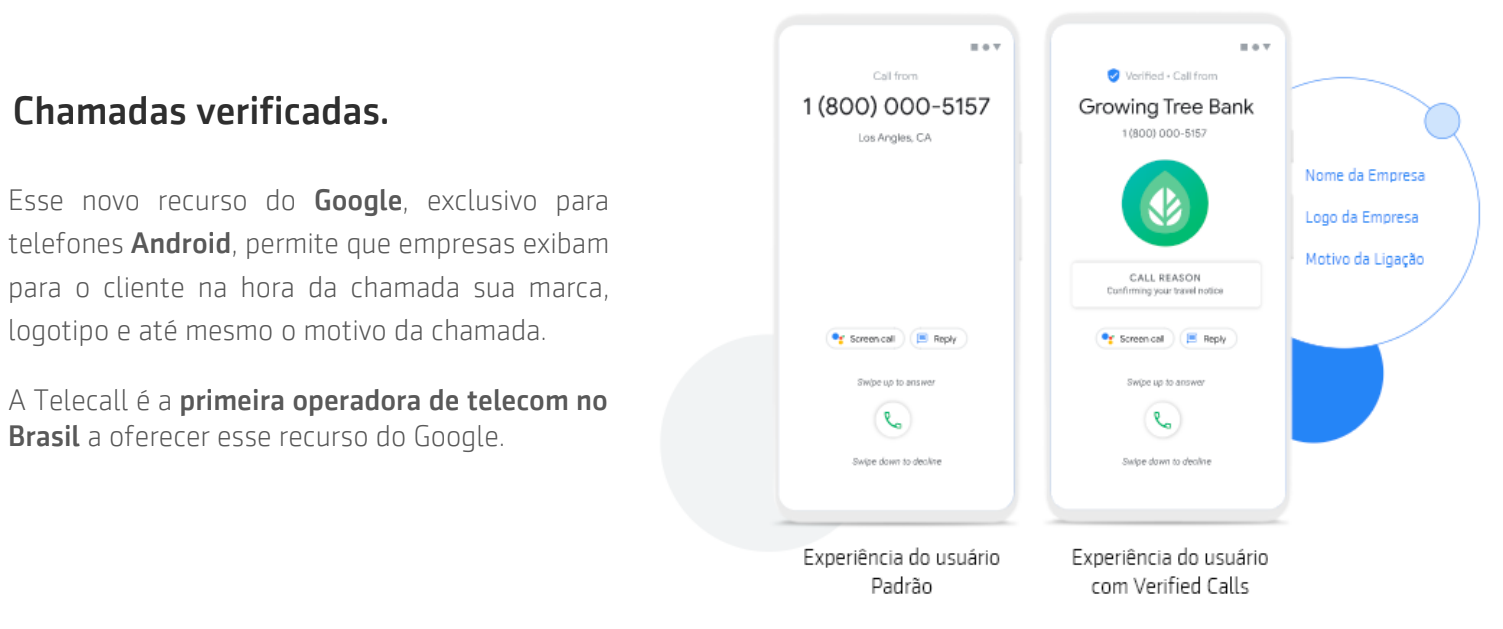 Chamadas verificadas.
Esse novo recurso do Google, exclusivo para
telefones Android, permite que empresas exibam
para o cliente na hora da chamada sua marca,
logotipo e até mesmo o motivo da chamada.
A Telecall é a primeira operadora de telecom no
Brasil a oferecer esse recurso do Google.
Call from
1 (800) 000-5157
Los Angles, CA
Screen call
Reply
Swipe up to answer
Swipe down to decline
Experiência do usuário
Padrão
Verified • Call from
Growing Tree Bank
1 (800) 000-5157
CALL REASON
Confirming your travel notice
Screen call
Reply
Swipe up to answer
Swipe down to decline
Experiência do usuário
com Verified Calls
Nome da Empresa
Logo da Empresa
Motivo da Ligação